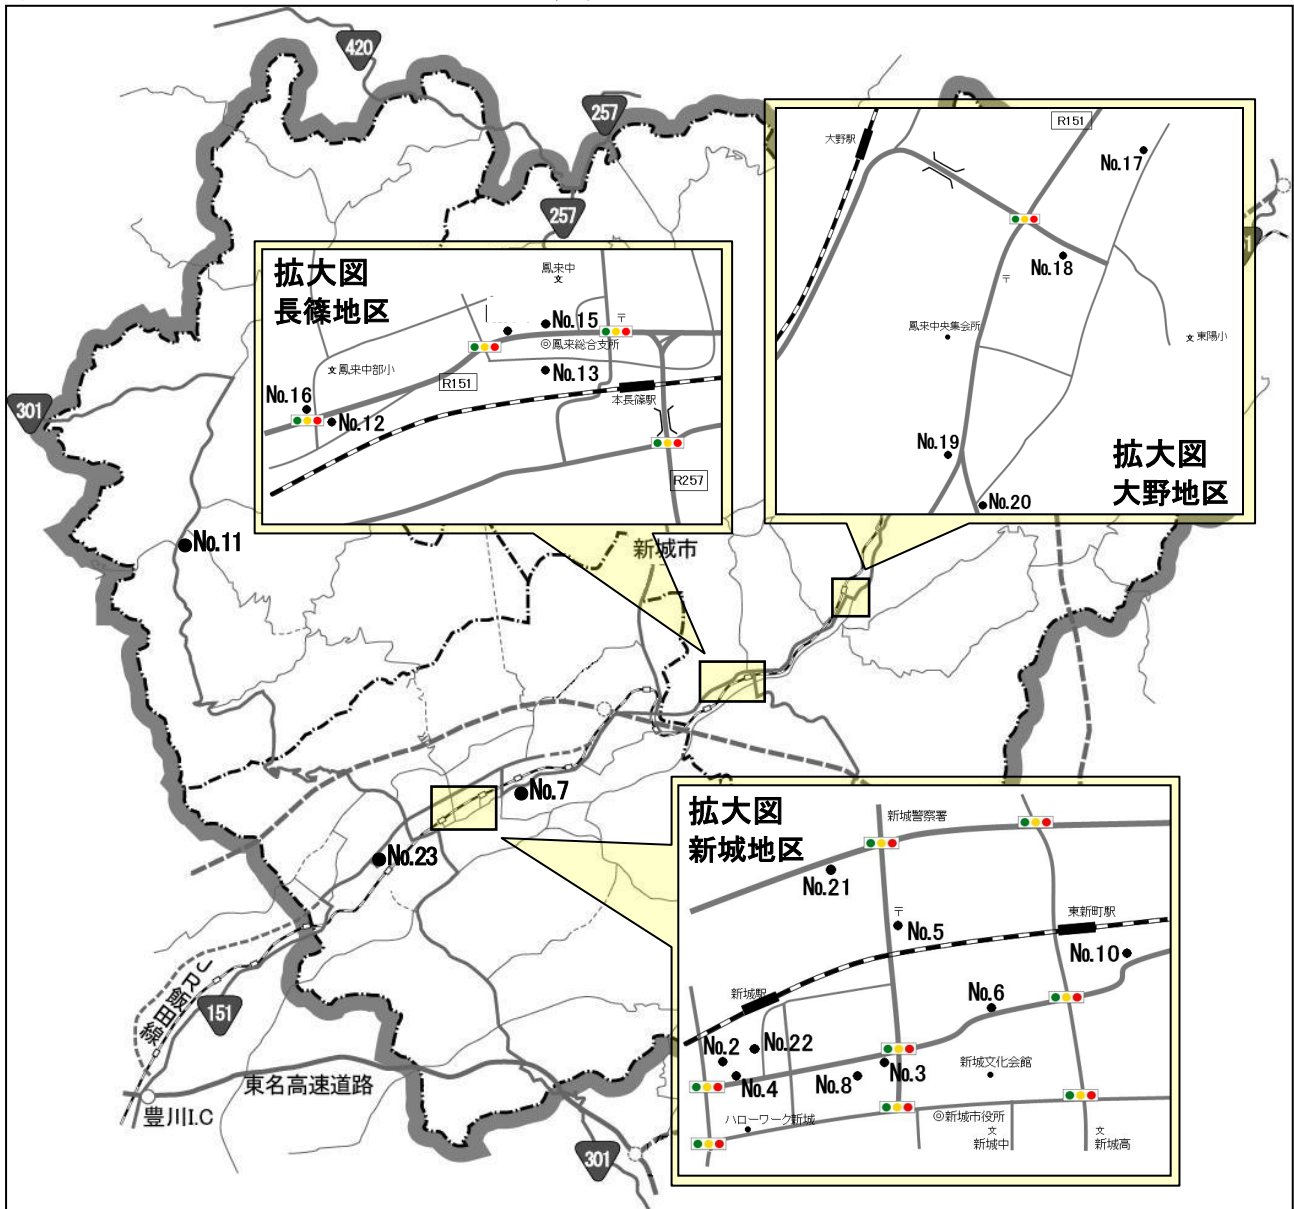 420
257
257
301
拡大図
長篠地区
鳳来中
文
No.15
〒
◎鳳来総合支所
文鳳来中部小
R151
No.13
No.16
No.12
本長篠駅
R257
大野駅
R151
No.17
No.18
〒
鳳来中央集会所
文東陽小
No.19
拡大図
大野地区
No.20
No.11
新城市
No.7
No.23
JR飯田線
151
東名高速道路
豊川I.C
301
拡大図
新城地区
新城警察署
No.21
〒
No.5
東新町駅
No.10
新城駅
No.6
No.2
No.22
No.4
No.8
No.3
新城文化会館
ハローワーク新城
◎新城市役所
文
新城中
文
新城高